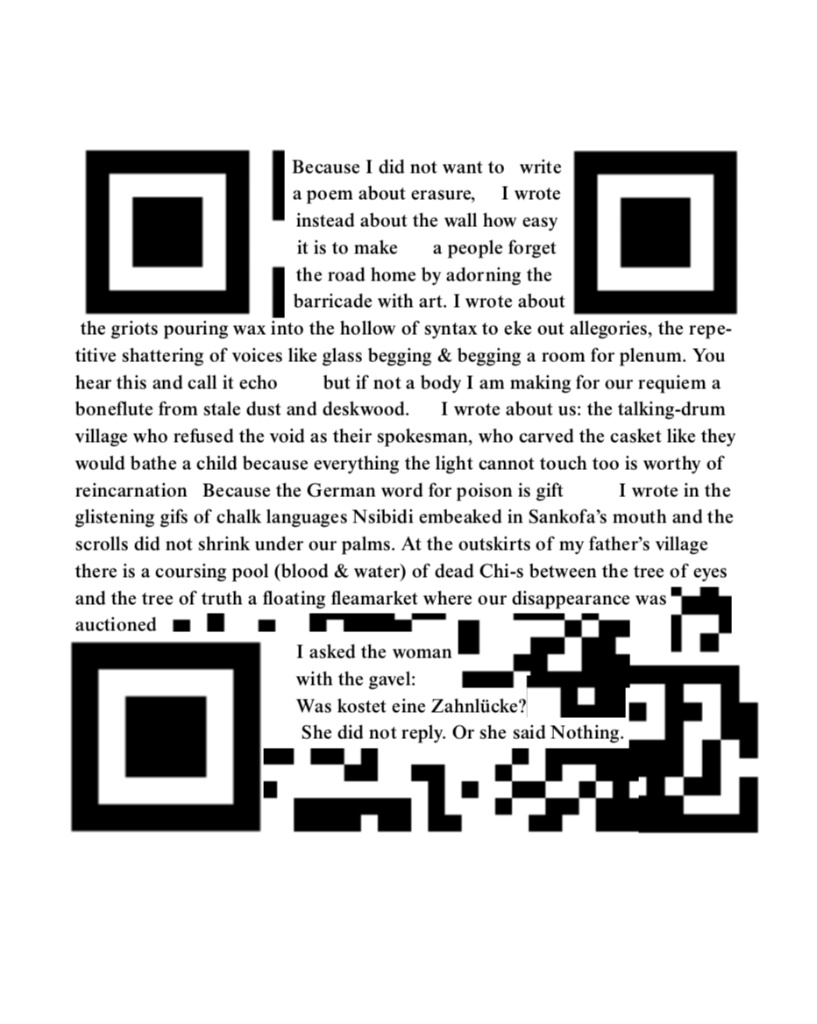 Because I did not want to write
a poem about erasure, I wrote
instead about the wall how easy
it is to make a people forget
the road home by adorning the
barricade with art. I wrote about
the griots pouring wax into the hollow of syntax to eke out allegories, the repe-
titive shattering of voices like glass begging & begging a room for plenum. You
hear this and call it echo but if not a body I am making for our requiem a
boneflute from stale dust and deskwood. I wrote about us: the talking-drum
village who refused the void as their spokesman, who carved the casket like they
would bathe a child because everything the light cannot touch too is worthy of
reincarnation Because the German word for poison is gift I wrote in the
glistening gifs of chalk languages Nsibidi embeaked in Sankofa’s mouth and the
scrolls did not shrink under our palms. At the outskirts of my father’s village
there is a coursing pool (blood & water) of dead Chi-s between the tree of eyes
and the tree of truth a floating fleamarket where our disappearance was
auctioned
I asked the woman
with the gavel:
Was kostet eine Zahnlücke?
She did not reply. Or she said Nothing.